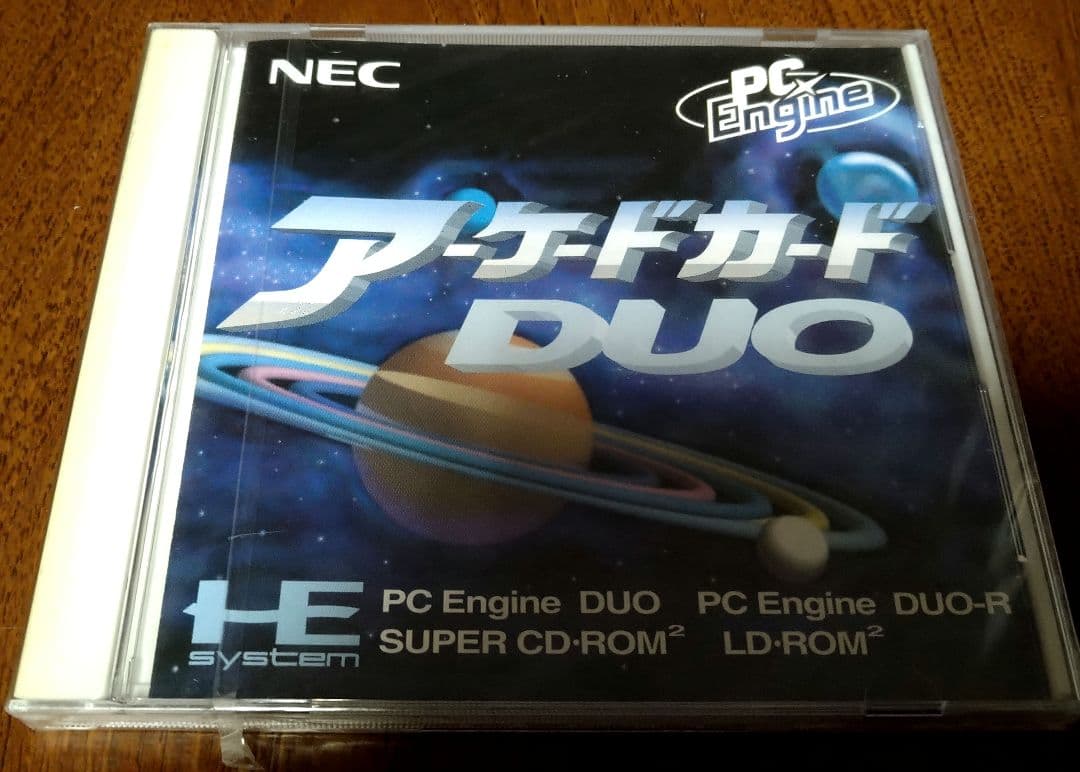 NEC
PC Engine
アーケードカード
DUO
HE system
PC Engine DUO PC Engine DUO-R
SUPER CD·ROM² LD·ROM²